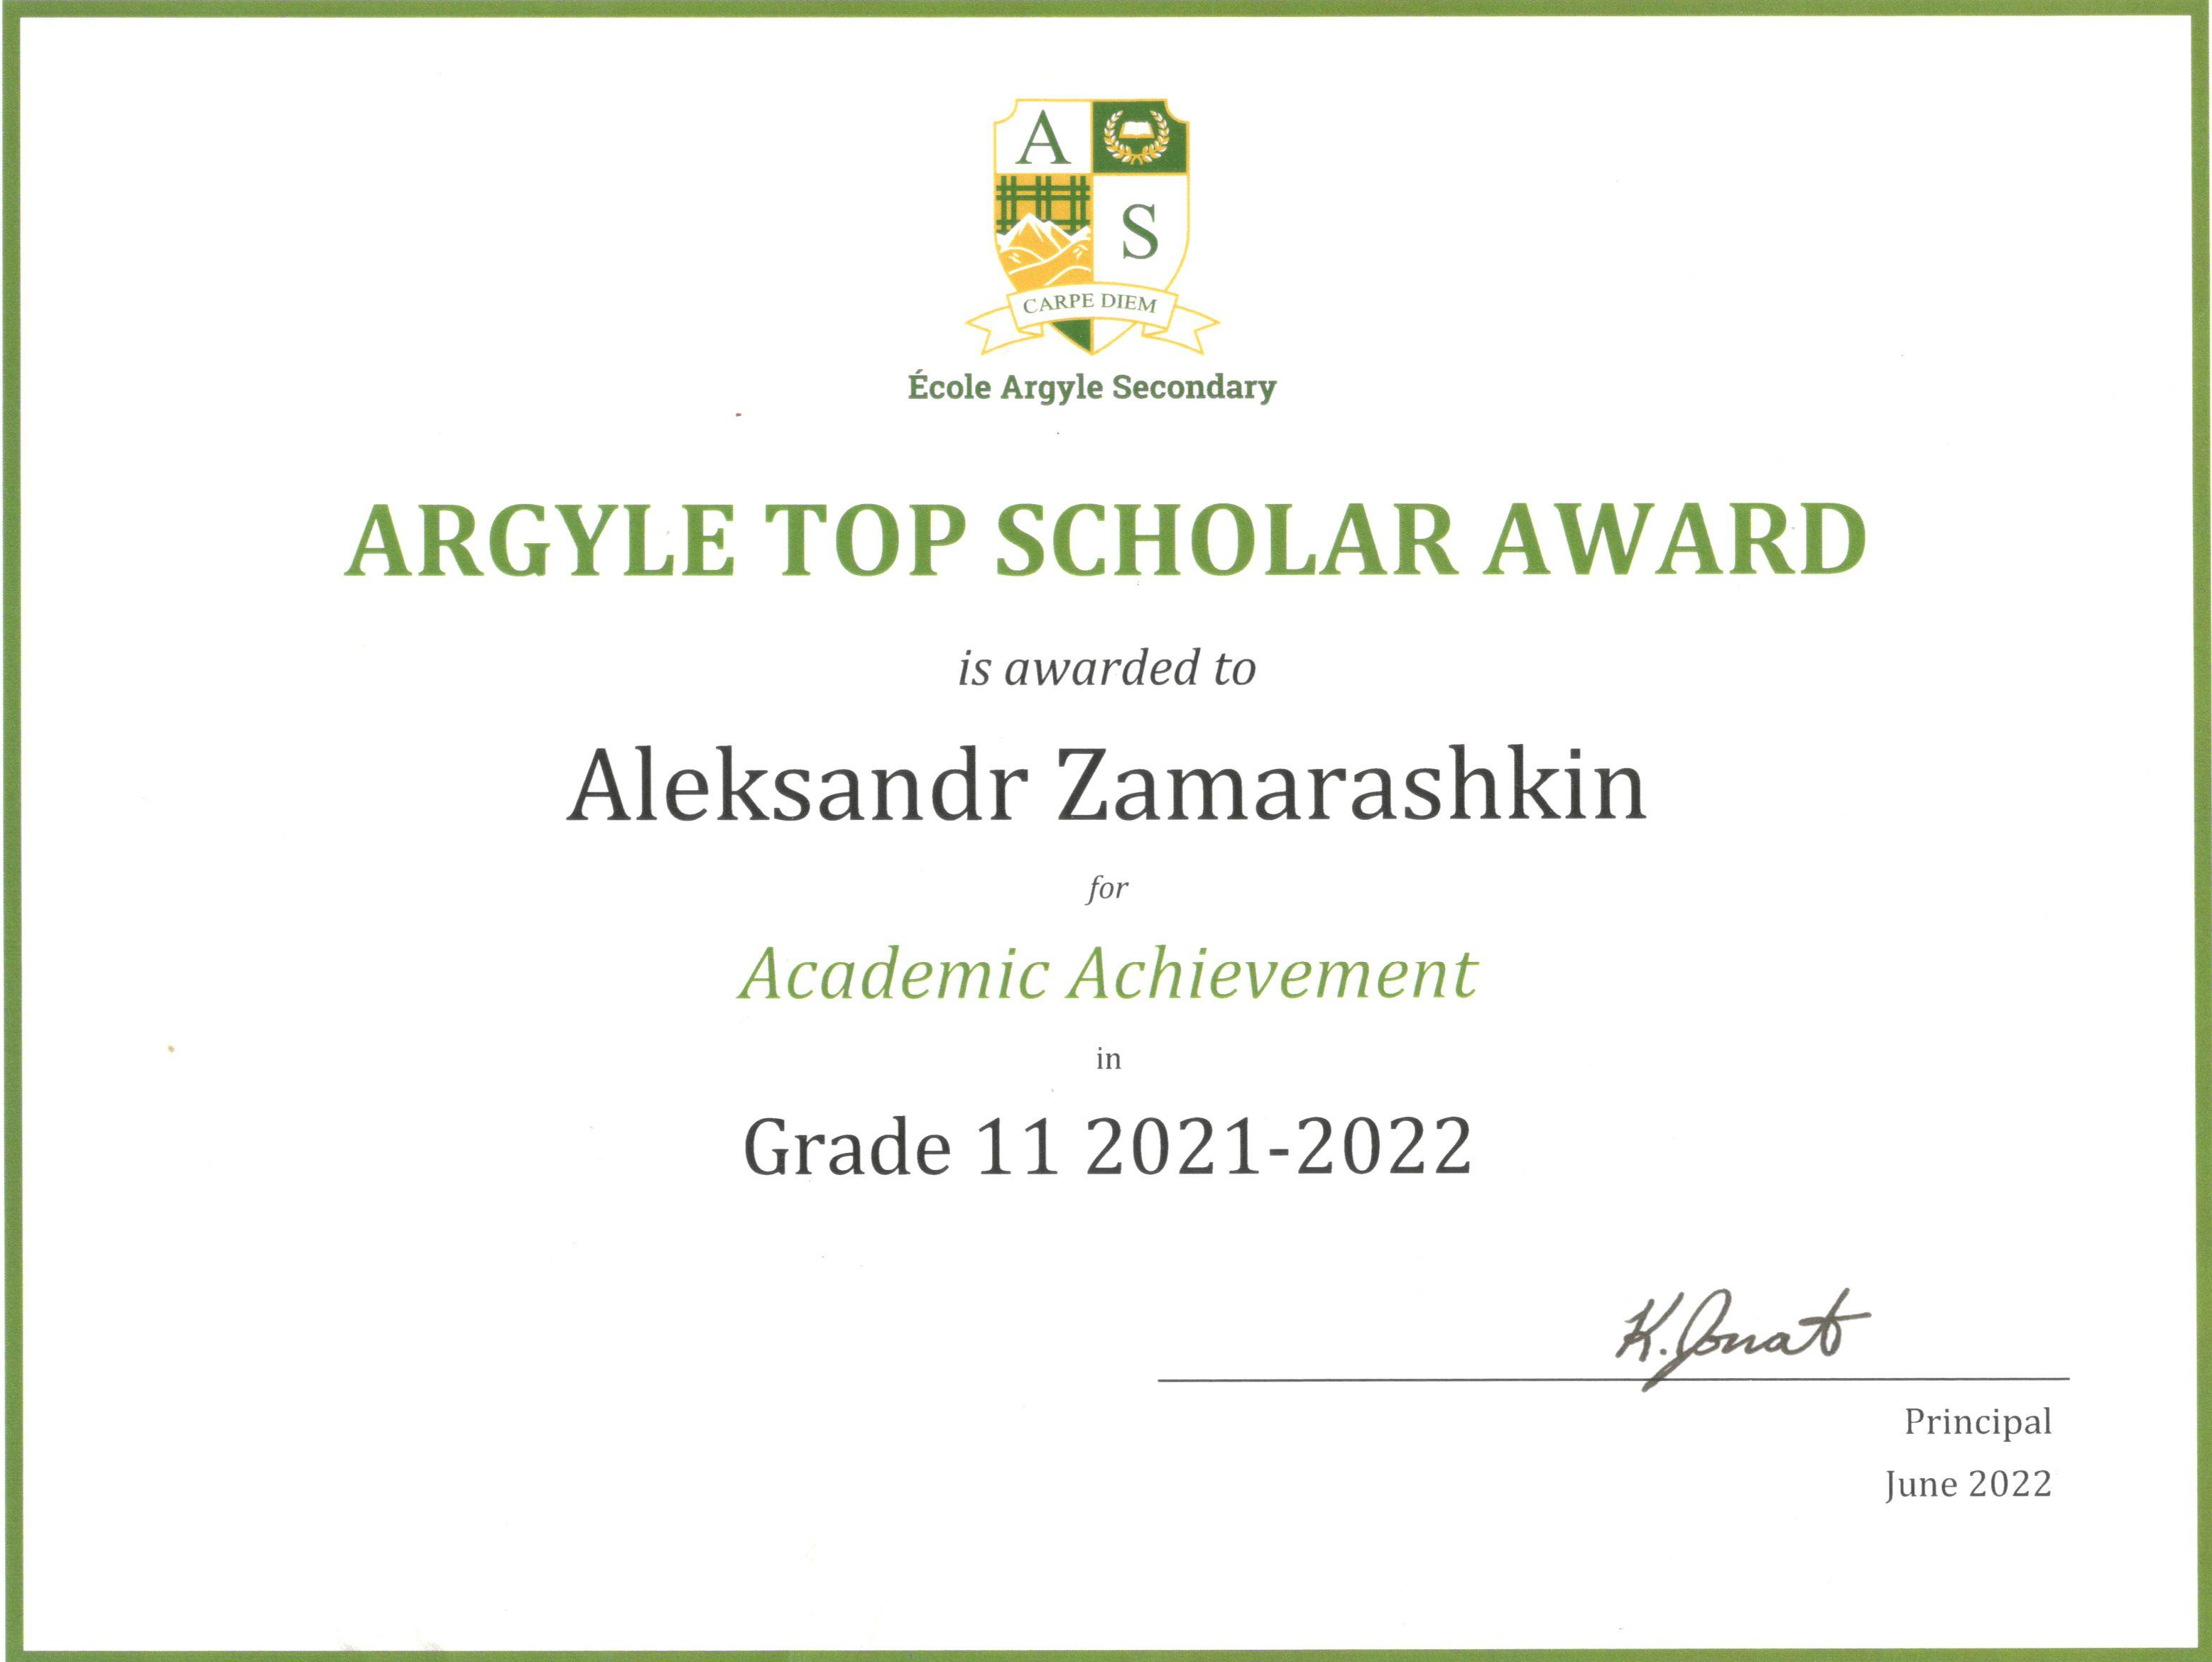 A
S
CARPE DIEM
École Argyle Secondary
ARGYLE TOP SCHOLAR AWARD
is awarded to
Aleksandr Zamarashkin
for
Academic Achievement
in
Grade 11 2021-2022
Principal
June 2022